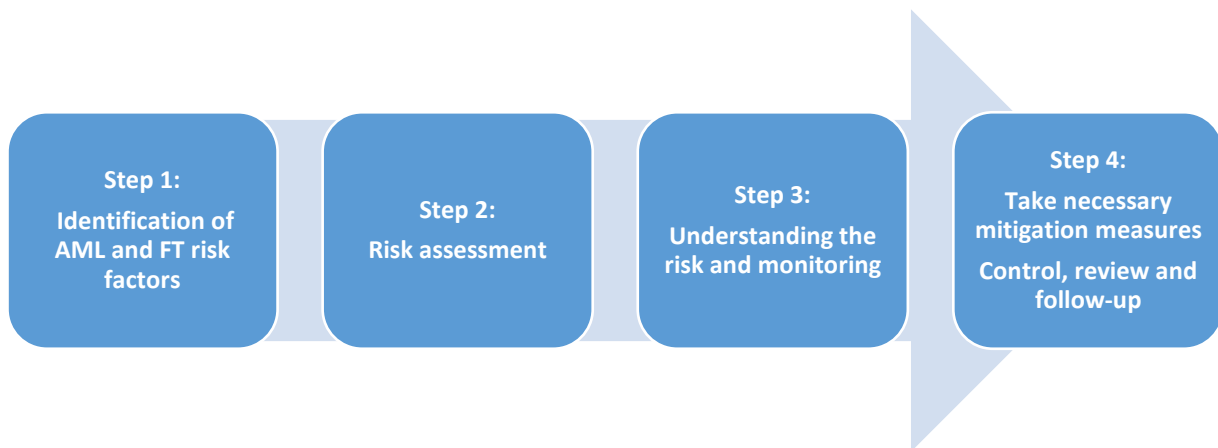 Step 1:
Identification of
AML and FT risk
factors
Step 2:
Risk assessment
Step 3:
Understanding the
risk and monitoring
Step 4:
Take necessary
mitigation measures
Control, review and
follow-up